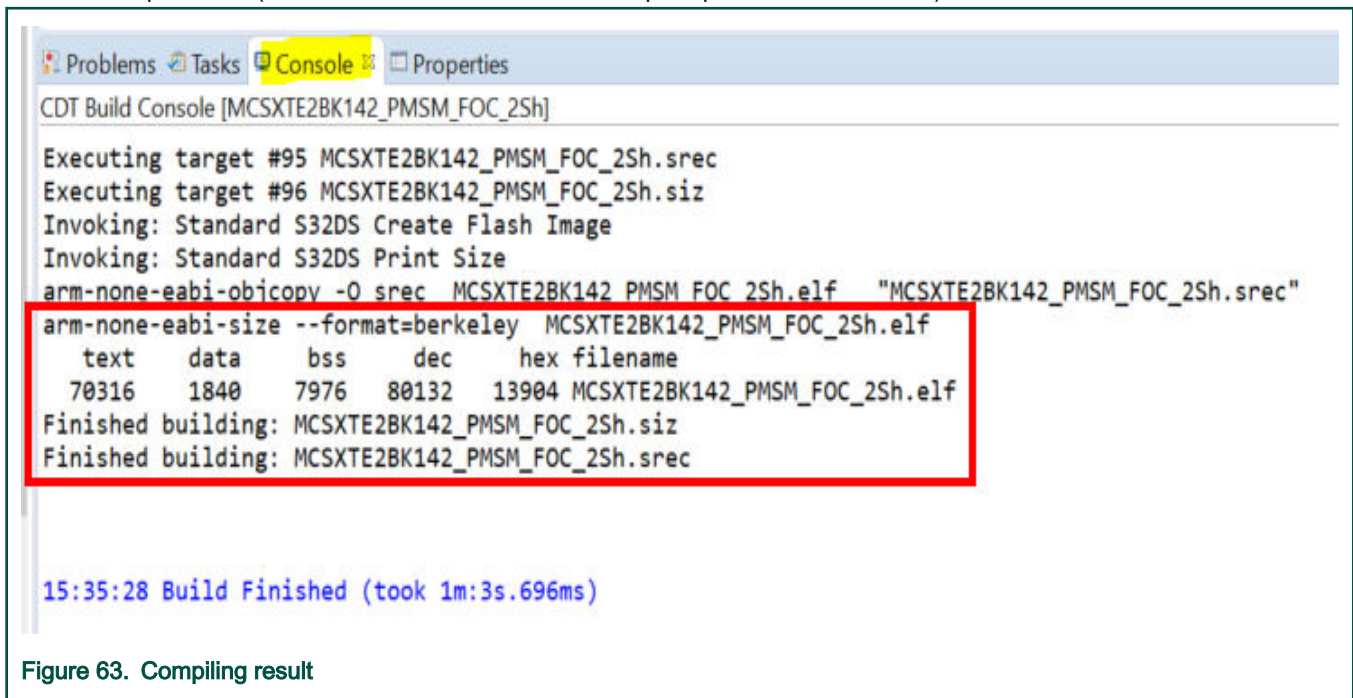 Problems Tasks Console Properties
CDT Build Console [MCSXTE2BK142_PMSM_FOC_2Sh]
Executing target #95 MCSXTE2BK142_PMSM_FOC_2Sh.srec
Executing target #96 MCSXTE2BK142_PMSM_FOC_2Sh.siz
Invoking: Standard S32DS Create Flash Image
Invoking: Standard S32DS Print Size
arm-none-eabi-objcopy -O srec MCSXTE2BK142_PMSM_FOC_2Sh.elf "MCSXTE2BK142_PMSM_FOC_2Sh.srec"
arm-none-eabi-size --format=berkeley MCSXTE2BK142_PMSM_FOC_2Sh.elf
text data bss dec hex filename
70316 1840 7976 80132 13904 MCSXTE2BK142_PMSM_FOC_2Sh.elf
Finished building: MCSXTE2BK142_PMSM_FOC_2Sh.siz
Finished building: MCSXTE2BK142_PMSM_FOC_2Sh.srec
15:35:28 Build Finished (took 1m:3s.696ms)
Figure 63. Compiling result